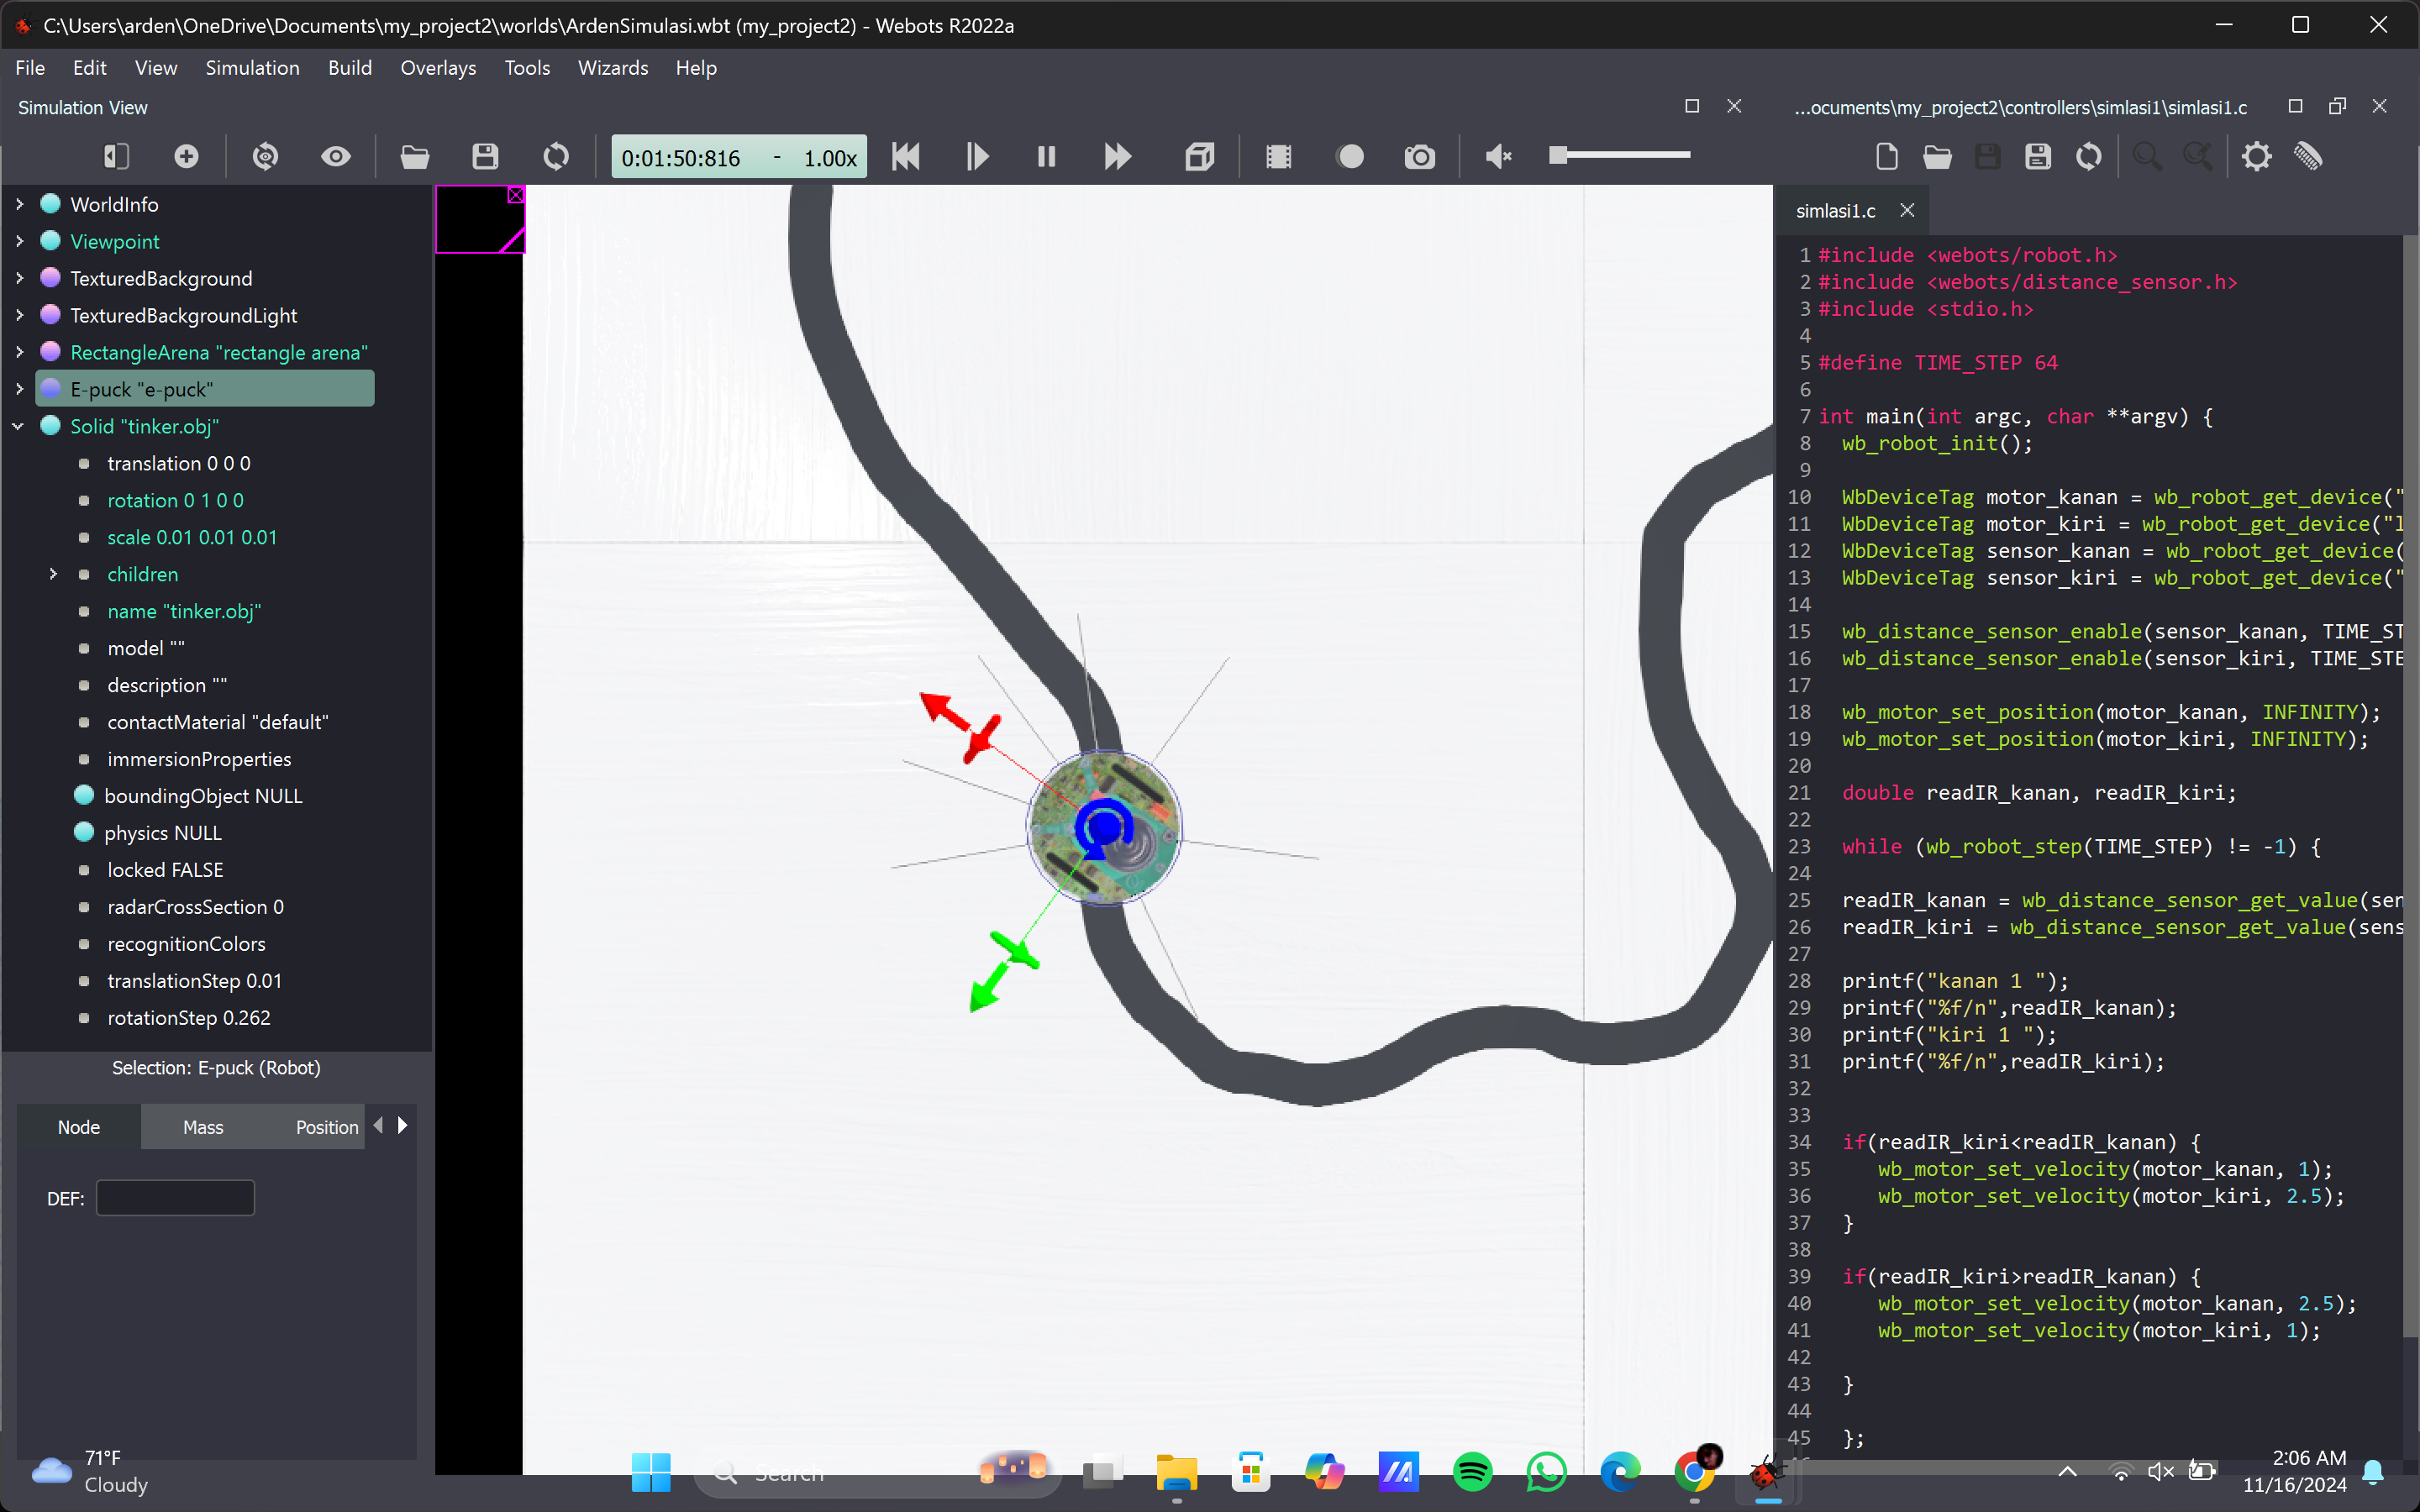 C:\Users\arden\OneDrive\Documents\my_project2\worlds\ArdenSimulasi.wbt (my_project2) - Webots R2022a
File Edit View Simulation Build Overlays Tools Wizards Help
Simulation View
...ocuments\my_project2\controllers\simlasi1\simlasi1.c
0:01:50:816 - 1.00x
WorldInfo
Viewpoint
TexturedBackground
TexturedBackgroundLight
RectangleArena "rectangle arena"
E-puck "e-puck"
Solid "tinker.obj"
translation 0 0 0
rotation 0 1 0 0
scale 0.01 0.01 0.01
children
name "tinker.obj"
model ""
description ""
contactMaterial "default"
immersionProperties
boundingObject NULL
physics NULL
locked FALSE
radarCrossSection 0
recognitionColors
translationStep 0.01
rotationStep 0.262
Selection: E-puck (Robot)
Node Mass Position
DEF:
simlasi1.c
1 #include <webots/robot.h>
2 #include <webots/distance_sensor.h>
3 #include <stdio.h>
4
5 #define TIME_STEP 64
6
7 int main(int argc, char **argv) {
8 wb_robot_init();
9
10 WbDeviceTag motor_kanan = wb_robot_get_device("
11 WbDeviceTag motor_kiri = wb_robot_get_device("l
12 WbDeviceTag sensor_kanan = wb_robot_get_device(
13 WbDeviceTag sensor_kiri = wb_robot_get_device("
14
15 wb_distance_sensor_enable(sensor_kanan, TIME_ST
16 wb_distance_sensor_enable(sensor_kiri, TIME_STE
17
18 wb_motor_set_position(motor_kanan, INFINITY);
19 wb_motor_set_position(motor_kiri, INFINITY);
20
21 double readIR_kanan, readIR_kiri;
22
23 while (wb_robot_step(TIME_STEP) != -1) {
24
25 readIR_kanan = wb_distance_sensor_get_value(sen
26 readIR_kiri = wb_distance_sensor_get_value(sens
27
28 printf("kanan 1 ");
29 printf("%f/n",readIR_kanan);
30 printf("kiri 1 ");
31 printf("%f/n",readIR_kiri);
32
33
34 if(readIR_kiri<readIR_kanan) {
35 wb_motor_set_velocity(motor_kanan, 1);
36 wb_motor_set_velocity(motor_kiri, 2.5);
37 }
38
39 if(readIR_kiri>readIR_kanan) {
40 wb_motor_set_velocity(motor_kanan, 2.5);
41 wb_motor_set_velocity(motor_kiri, 1);
42
43 }
44
45 };
71°F
Cloudy
Search
2:06 AM
11/16/2024